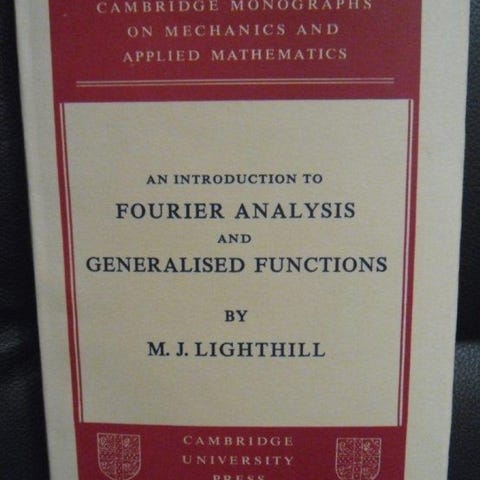 CAMBRIDGE MONOGRAPHS
ON MECHANICS AND
APPLIED MATHEMATICS
AN INTRODUCTION TO
FOURIER ANALYSIS
AND
GENERALISED FUNCTIONS
BY
M. J. LIGHTHILL
CAMBRIDGE
UNIVERSITY
PRESS